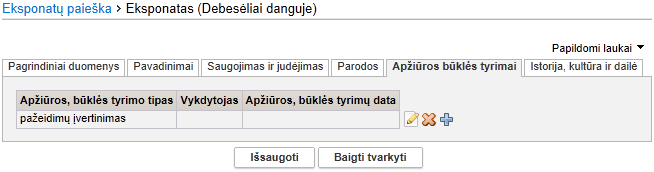 Eksponatų paieška > Eksponatas (Debesėliai danguje)
Papildomi laukai
Pagrindiniai duomenys Pavadinimai Saugojimas ir judėjimas Parodos Apžiūros būklės tyrimai Istorija, kultūra ir dailė
Apžiūros, būklės tyrimo tipas Vykdytojas Apžiūros, būklės tyrimų data
pažeidimų įvertinimas
Išsaugoti Baigti tvarkyti